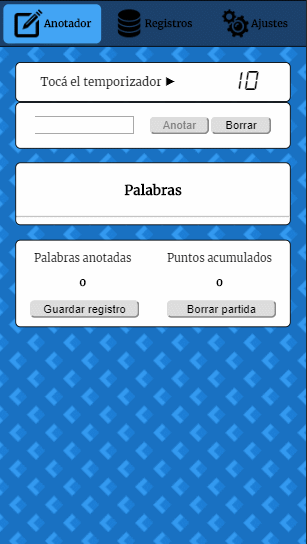 Anotador Registros Ajustes
Tocá el temporizador ► 10
Anotar Borrar
Palabras
Palabras anotadas Puntos acumulados
0 0
Guardar registro Borrar partida